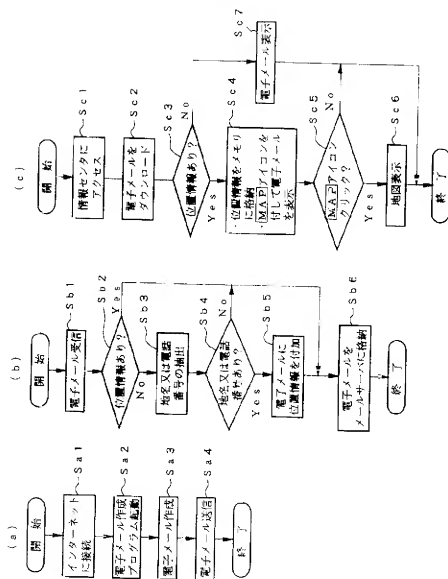 (a)
開始
インターネット
に接続
Sa1
電子メール作成
プログラム起動
Sa2
電子メール作成
Sa3
電子メール送信
Sa4
終了
(b)
開始
電子メール受信
Sb1
位置情報あり?
Sb2
Yes
No
地名又は電話
番号の抽出
Sb3
地名又は電話
番号あり?
Sb4
No
Yes
電子メールに
位置情報を付加
Sb5
電子メールを
メールサーバに格納
Sb6
終了
(c)
開始
情報センタに
アクセス
Sc1
電子メールを
ダウンロード
Sc2
位置情報あり?
Sc3
No
Yes
・位置情報をメモリ
に格納
・MAPアイコンを
付して電子メール
を表示
Sc4
電子メール表示
Sc7
MAPアイコン
クリック?
Sc5
No
Yes
地図表示
Sc6
終了